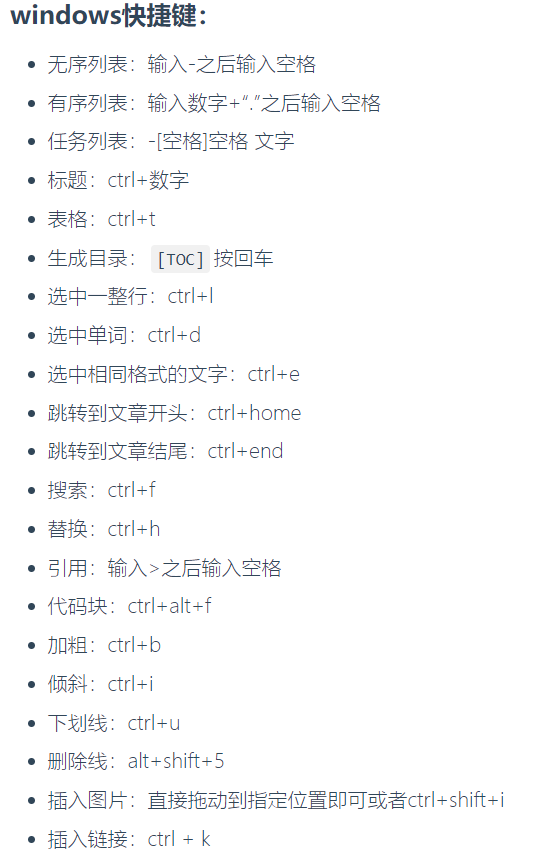 windows快捷键：
无序列表：输入-之后输入空格
有序列表：输入数字+“.”之后输入空格
任务列表：-[空格]空格 文字
标题：ctrl+数字
表格：ctrl+t
生成目录： [TOC] 按回车
选中一整行：ctrl+l
选中单词：ctrl+d
选中相同格式的文字：ctrl+e
跳转到文章开头：ctrl+home
跳转到文章结尾：ctrl+end
搜索：ctrl+f
替换：ctrl+h
引用：输入>之后输入空格
代码块：ctrl+alt+f
加粗：ctrl+b
倾斜：ctrl+i
下划线：ctrl+u
删除线：alt+shift+5
插入图片：直接拖动到指定位置即可或者ctrl+shift+i
插入链接：ctrl + k